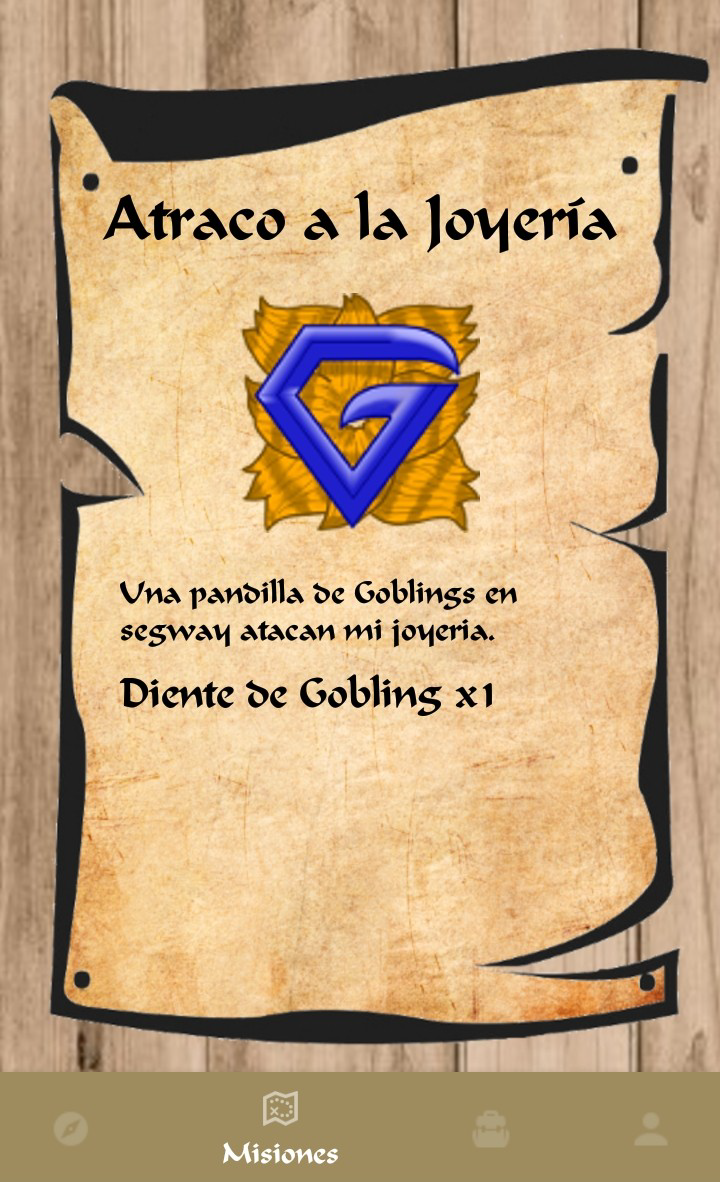 Atraco a la Joyería
Una pandilla de Goblings en
segway atacan mi joyeria.
Diente de Gobling x1
Misiones